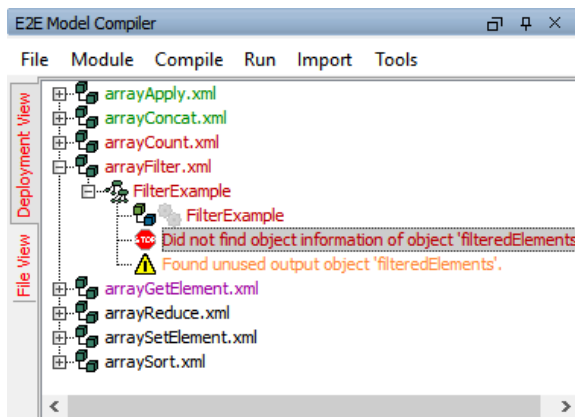 E2E Model Compiler
File Module Compile Run Import Tools
Deployment View
File View
arrayApply.xml
arrayConcat.xml
arrayCount.xml
arrayFilter.xml
FilterExample
FilterExample
STOP Did not find object information of object 'filteredElements
Found unused output object 'filteredElements'.
arrayGetElement.xml
arrayReduce.xml
arraySetElement.xml
arraySort.xml